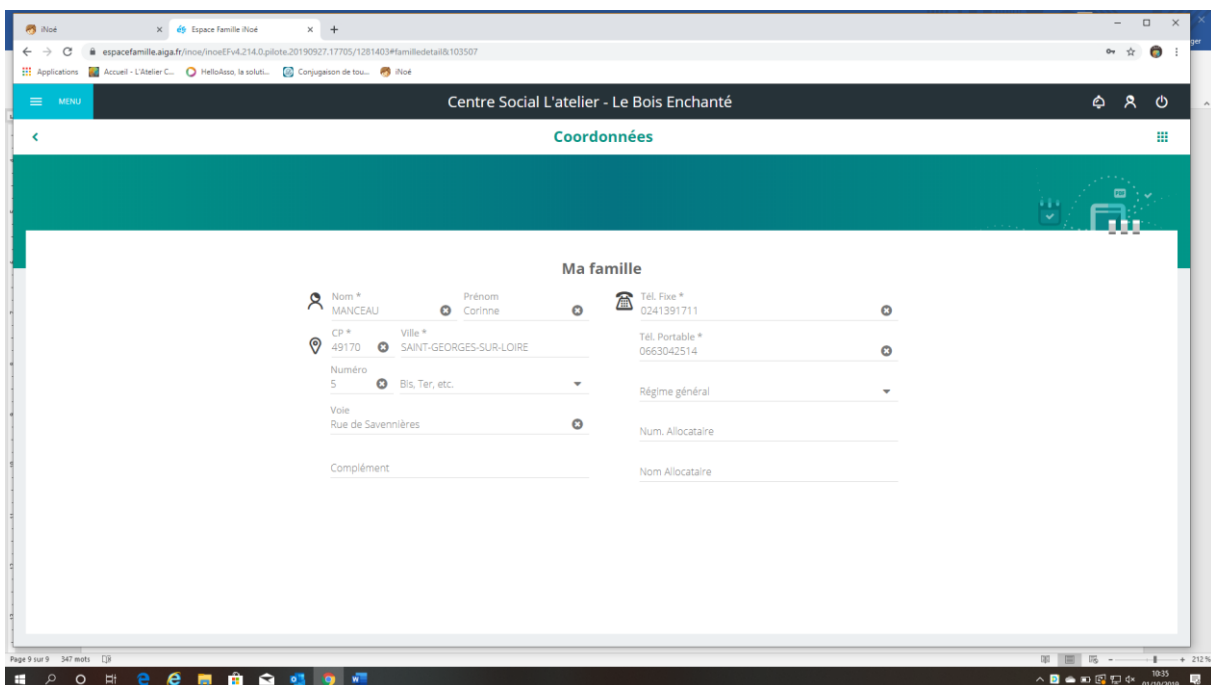 iNoé
Espace Famille iNoé
espacefamille.aiga.fr/inoe/inoeEFv4.214.0.pilote.20190927.17705/1281403#familledetail&103507
Applications Accueil - L'Atelier C... HelloAsso, la soluti... Conjugaison de tou... iNoé
MENU Centre Social L'atelier - Le Bois Enchanté
Coordonnées
Ma famille
Nom * Prénom Tél. Fixe *
MANCEAU Corinne 0241391711
CP * Ville * Tél. Portable *
49170 SAINT-GEORGES-SUR-LOIRE 0663042514
Numéro
5 Bis, Ter, etc. Régime général
Voie
Rue de Savennières Num. Allocataire
Complément Nom Allocataire
Page 9 sur 9 347 mots 212 %
10:35
01/10/2019